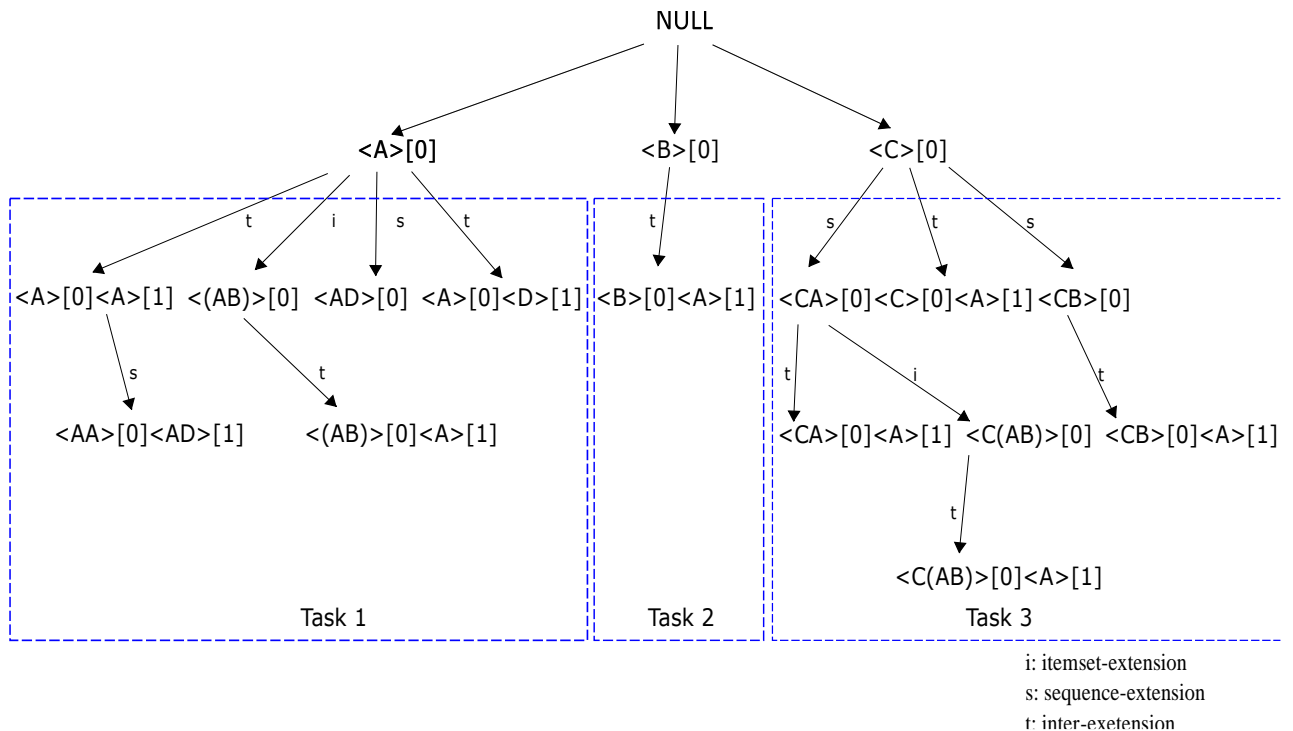 NULL
<A>[0] <B>[0] <C>[0]
t i s t t s t s
<A>[0]<A>[1] <(AB)>[0] <AD>[0] <A>[0]<D>[1] <B>[0]<A>[1] <CA>[0] <C>[0]<A>[1] <CB>[0]
s t t i t
<AA>[0]<AD>[1] <(AB)>[0]<A>[1] <CA>[0]<A>[1] <C(AB)>[0] <CB>[0]<A>[1]
t
<C(AB)>[0]<A>[1]
Task 1 Task 2 Task 3
i: itemset-extension
s: sequence-extension
t: inter-exetension